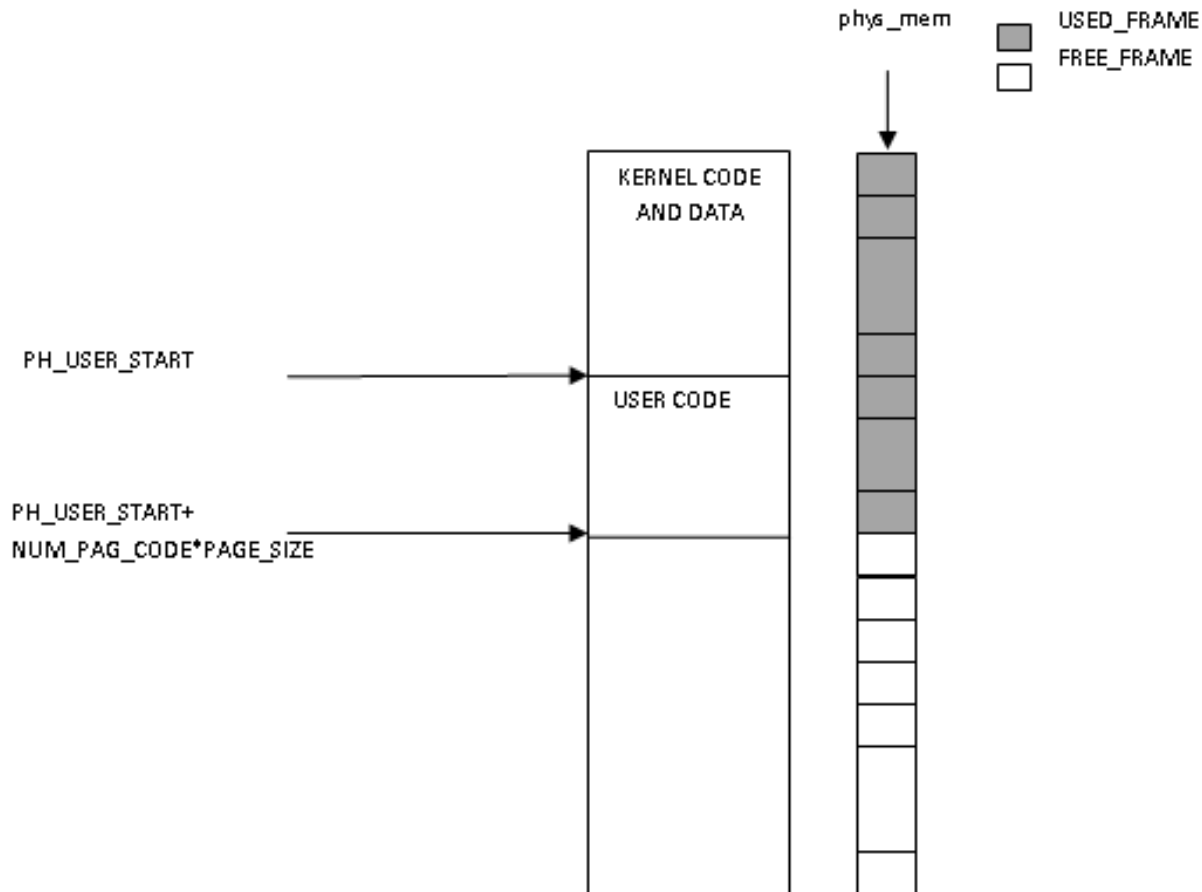 phys_mem
USED_FRAME
FREE_FRAME
KERNEL CODE
AND DATA
PH_USER_START
USER CODE
PH_USER_START+
NUM_PAG_CODE*PAGE_SIZE